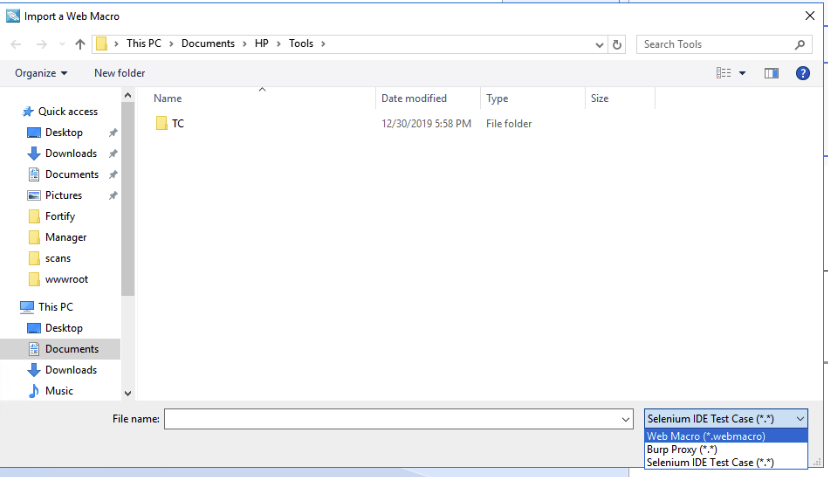 Import a Web Macro
This PC > Documents > HP > Tools >
Search Tools
Organize
New folder
Name
Date modified
Type
Size
TC
12/30/2019 5:58 PM
File folder
Quick access
Desktop
Downloads
Documents
Pictures
Fortify
Manager
scans
wwwroot
This PC
Desktop
Documents
Downloads
Music
File name:
Selenium IDE Test Case (*.*)
Web Macro (*.webmacro)
Burp Proxy (*.*)
Selenium IDE Test Case (*.*)